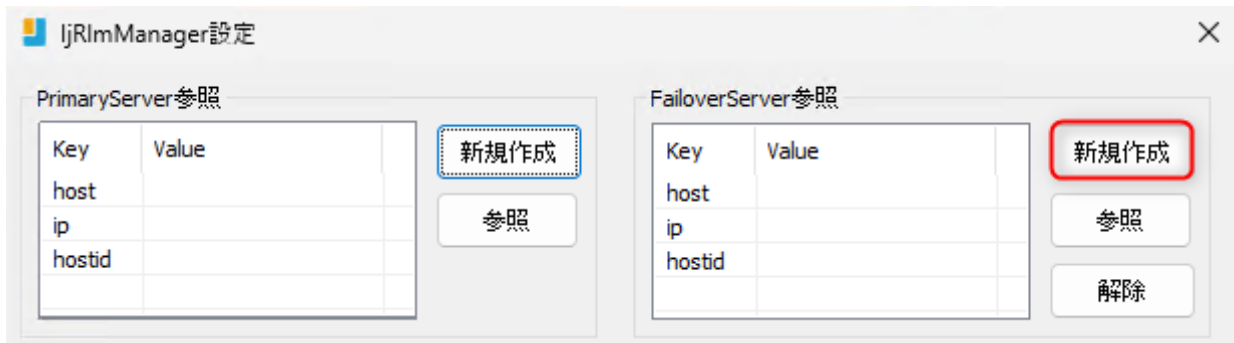 IjRlmManager設定
PrimaryServer参照
Key Value
host
ip
hostid
新規作成
参照
FailoverServer参照
Key Value
host
ip
hostid
新規作成
参照
解除